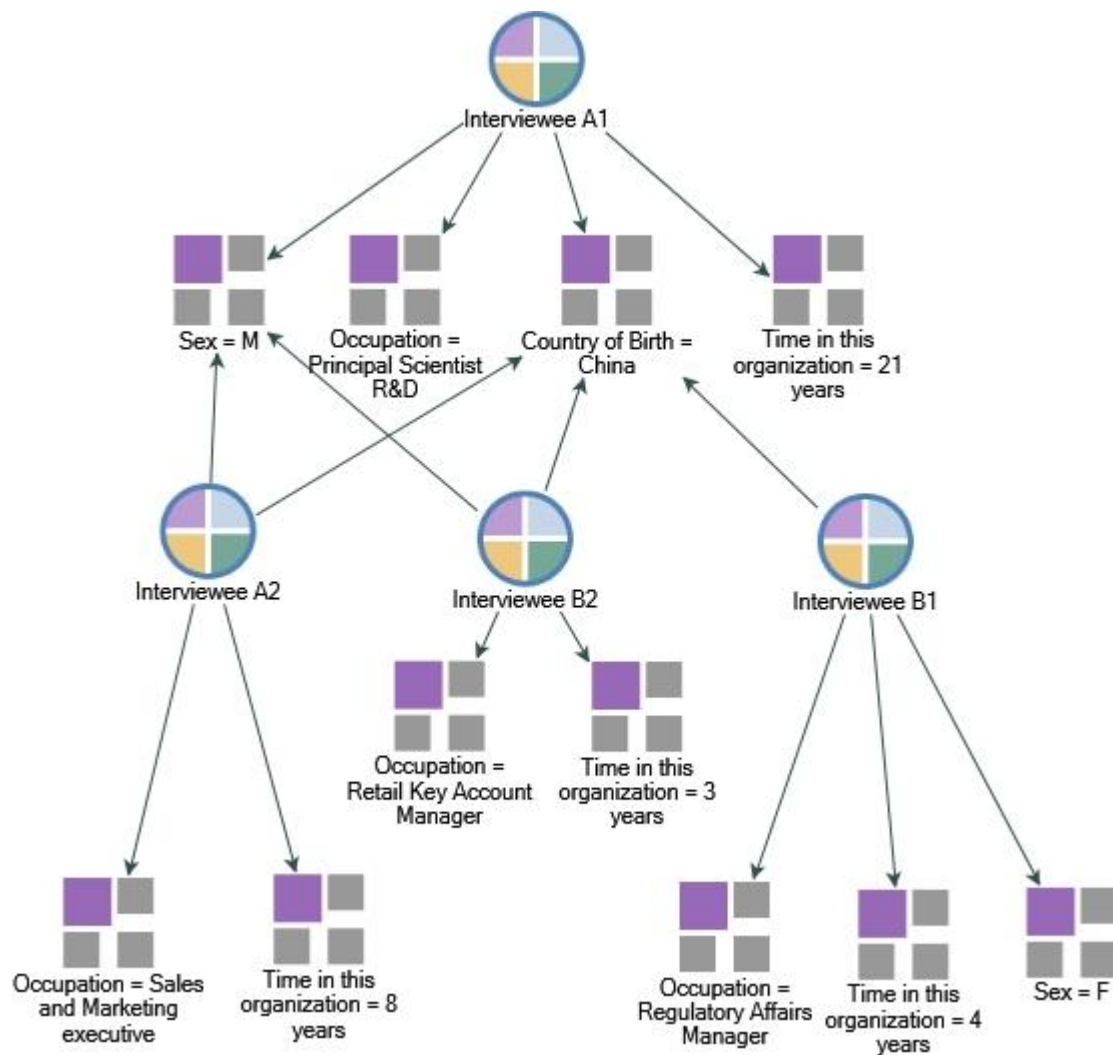 Interviewee A1
Sex = M
Occupation =
Principal Scientist
R&D
Country of Birth =
China
Time in this
organization = 21
years
Interviewee A2
Interviewee B2
Interviewee B1
Occupation =
Retail Key Account
Manager
Time in this
organization = 3
years
Occupation = Sales
and Marketing
executive
Time in this
organization = 8
years
Occupation =
Regulatory Affairs
Manager
Time in this
organization = 4
years
Sex = F